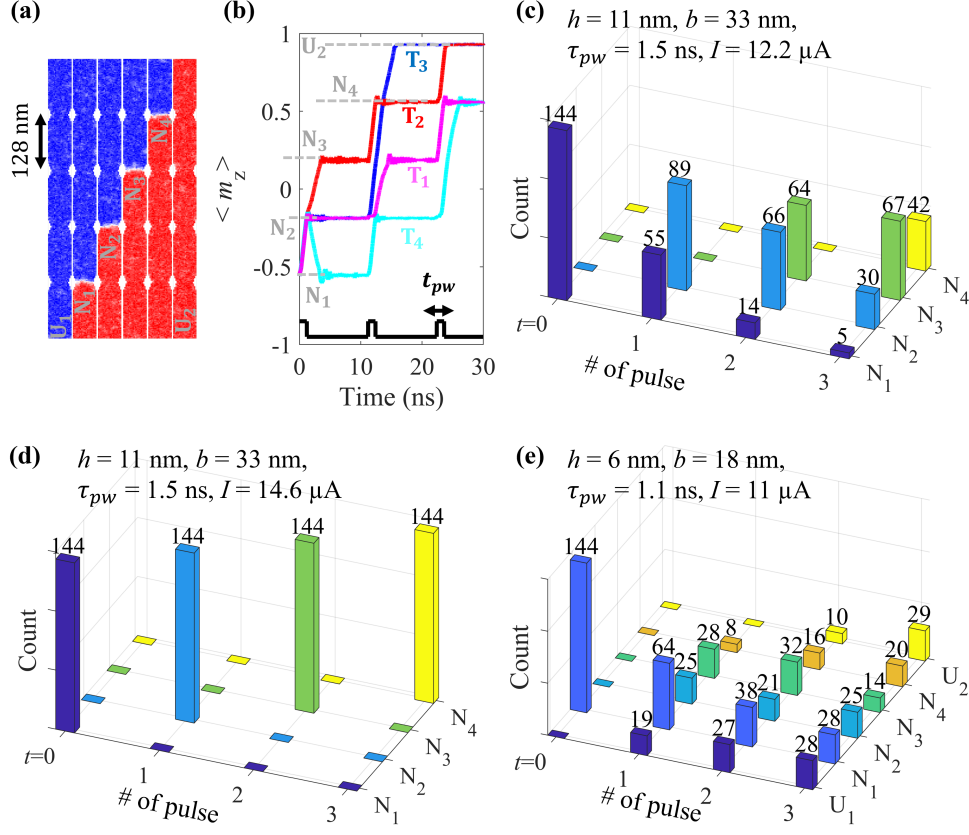 (a)
128 nm
U1
N1
N2
N3
N4
U2
(b)
1
0.5
0
-0.5
-1
< mz >
U2
N4
N3
N2
N1
T3
T2
T1
T4
tpw
0 10 20 30
Time (ns)
(c)
h = 11 nm, b = 33 nm,
τpw = 1.5 ns, I = 12.2 μA
Count
144
55
14
5
89
66
30
64
67
42
t=0
1
2
3
# of pulse
N1
N2
N3
N4
(d)
h = 11 nm, b = 33 nm,
τpw = 1.5 ns, I = 14.6 μA
Count
144
144
144
144
t=0
1
2
3
# of pulse
N1
N2
N3
N4
(e)
h = 6 nm, b = 18 nm,
τpw = 1.1 ns, I = 11 μA
Count
144
19
27
28
64
38
28
25
21
25
28
32
14
8
16
20
10
29
t=0
1
2
3
# of pulse
U1
N1
N2
N3
N4
U2